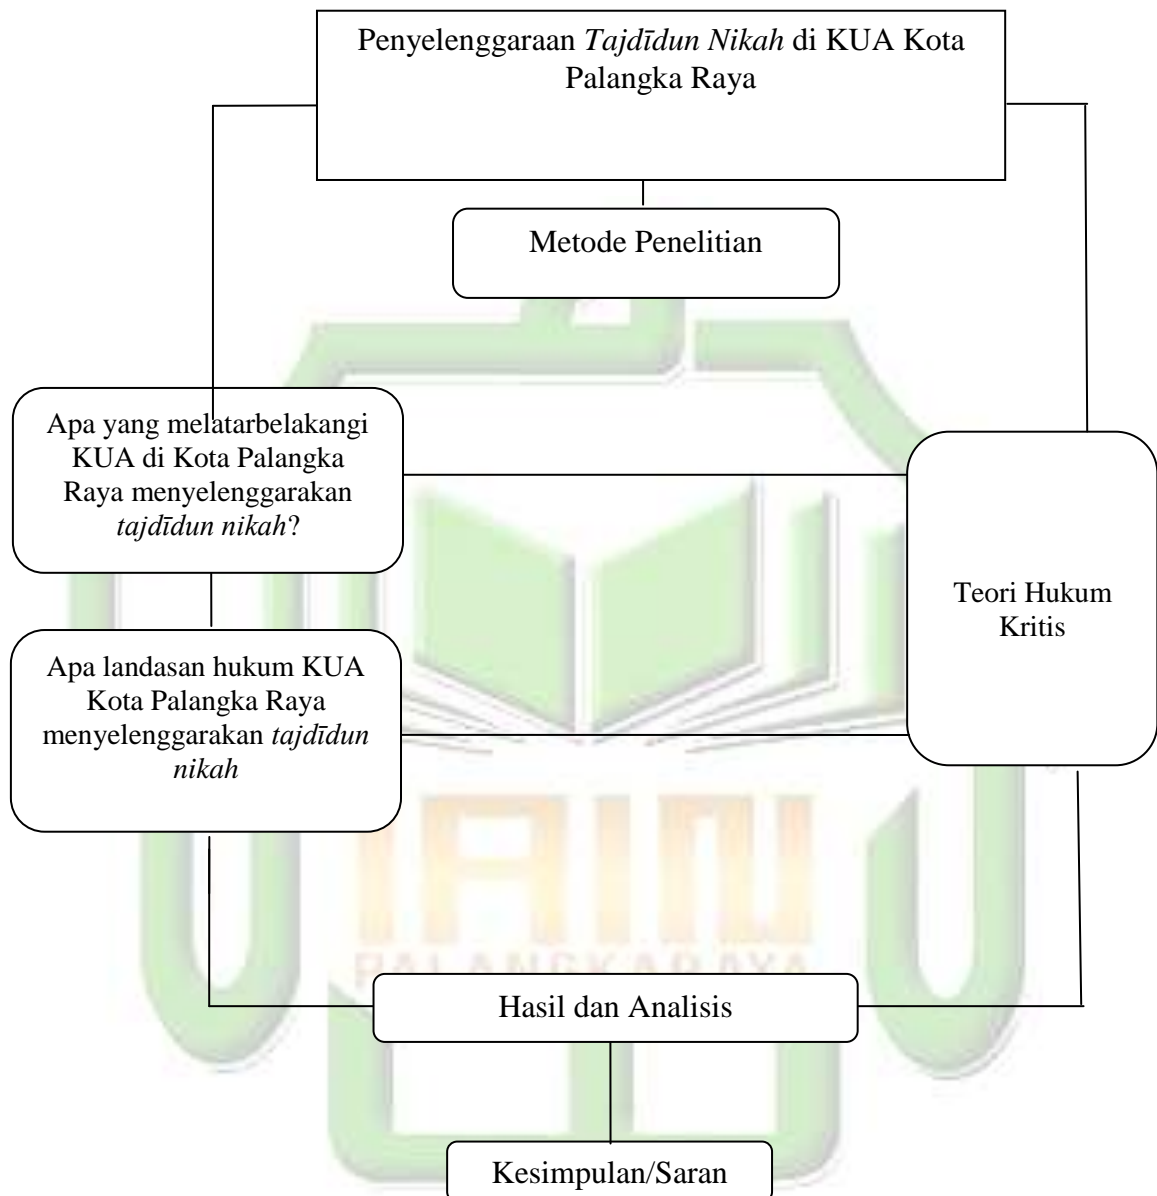 Penyelenggaraan Tajdīdun Nikah di KUA Kota
Palangka Raya
Metode Penelitian
Apa yang melatarbelakangi
KUA di Kota Palangka
Raya menyelenggarakan
tajdīdun nikah?
Teori Hukum
Kritis
Apa landasan hukum KUA
Kota Palangka Raya
menyelenggarakan tajdīdun
nikah
IAIN
PALANGKARAYA
Hasil dan Analisis
Kesimpulan/Saran